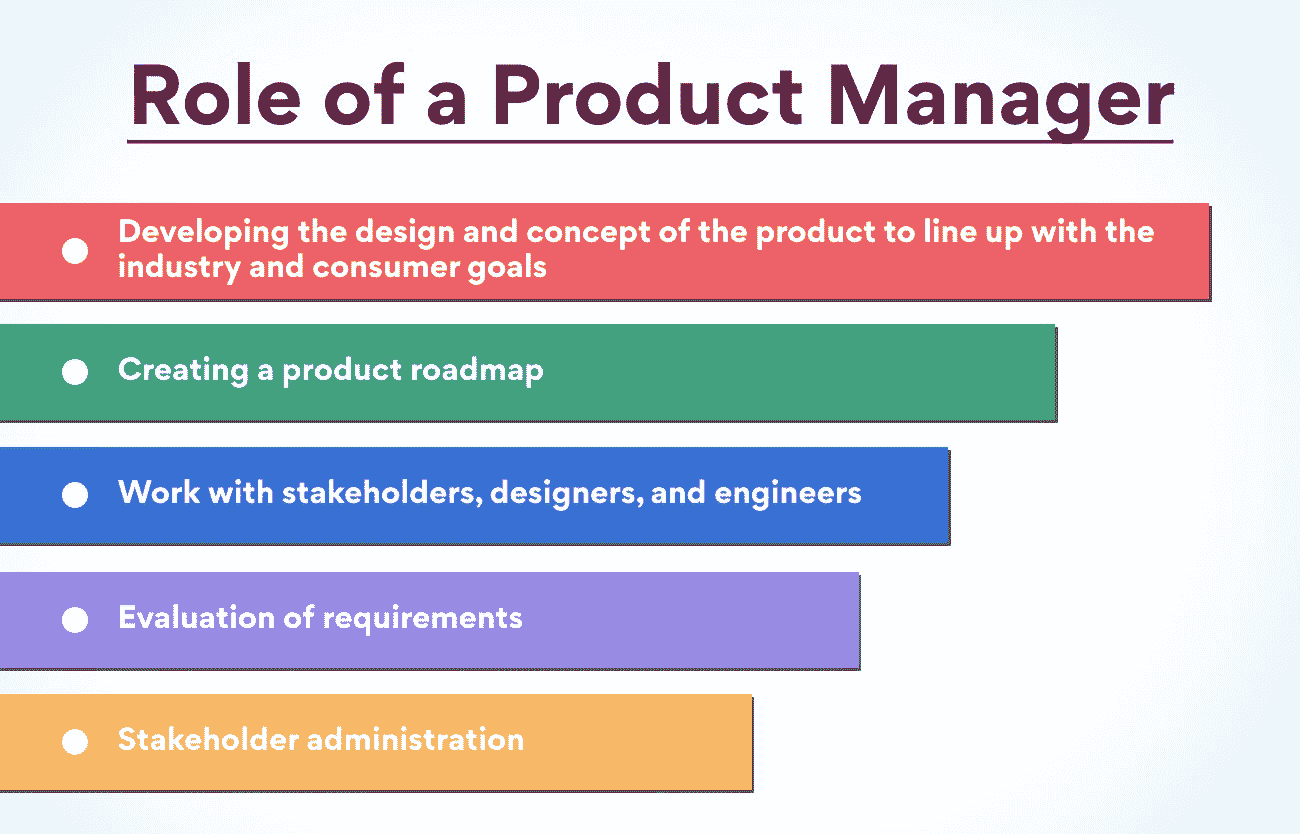 Role of a Product Manager
Developing the design and concept of the product to line up with the
industry and consumer goals
Creating a product roadmap
Work with stakeholders, designers, and engineers
Evaluation of requirements
Stakeholder administration